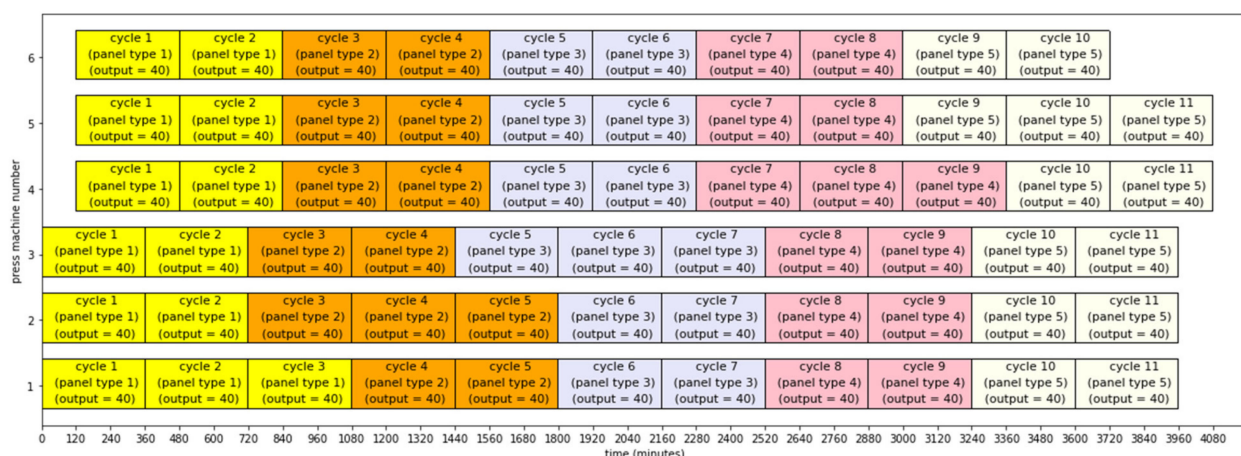 press machine number
cycle 1 cycle 2 cycle 3 cycle 4 cycle 5 cycle 6 cycle 7 cycle 8 cycle 9 cycle 10
6 (panel type 1) (panel type 1) (panel type 2) (panel type 2) (panel type 3) (panel type 3) (panel type 4) (panel type 4) (panel type 5) (panel type 5)
(output = 40) (output = 40) (output = 40) (output = 40) (output = 40) (output = 40) (output = 40) (output = 40) (output = 40) (output = 40)
cycle 1 cycle 2 cycle 3 cycle 4 cycle 5 cycle 6 cycle 7 cycle 8 cycle 9 cycle 10 cycle 11
5 (panel type 1) (panel type 1) (panel type 2) (panel type 2) (panel type 3) (panel type 3) (panel type 4) (panel type 4) (panel type 5) (panel type 5) (panel type 5)
(output = 40) (output = 40) (output = 40) (output = 40) (output = 40) (output = 40) (output = 40) (output = 40) (output = 40) (output = 40) (output = 40)
cycle 1 cycle 2 cycle 3 cycle 4 cycle 5 cycle 6 cycle 7 cycle 8 cycle 9 cycle 10 cycle 11
4 (panel type 1) (panel type 1) (panel type 2) (panel type 2) (panel type 3) (panel type 3) (panel type 4) (panel type 4) (panel type 4) (panel type 5) (panel type 5)
(output = 40) (output = 40) (output = 40) (output = 40) (output = 40) (output = 40) (output = 40) (output = 40) (output = 40) (output = 40) (output = 40)
cycle 1 cycle 2 cycle 3 cycle 4 cycle 5 cycle 6 cycle 7 cycle 8 cycle 9 cycle 10 cycle 11
3 (panel type 1) (panel type 1) (panel type 2) (panel type 2) (panel type 3) (panel type 3) (panel type 3) (panel type 4) (panel type 4) (panel type 5) (panel type 5)
(output = 40) (output = 40) (output = 40) (output = 40) (output = 40) (output = 40) (output = 40) (output = 40) (output = 40) (output = 40) (output = 40)
cycle 1 cycle 2 cycle 3 cycle 4 cycle 5 cycle 6 cycle 7 cycle 8 cycle 9 cycle 10 cycle 11
2 (panel type 1) (panel type 1) (panel type 2) (panel type 2) (panel type 2) (panel type 3) (panel type 3) (panel type 4) (panel type 4) (panel type 5) (panel type 5)
(output = 40) (output = 40) (output = 40) (output = 40) (output = 40) (output = 40) (output = 40) (output = 40) (output = 40) (output = 40) (output = 40)
cycle 1 cycle 2 cycle 3 cycle 4 cycle 5 cycle 6 cycle 7 cycle 8 cycle 9 cycle 10 cycle 11
1 (panel type 1) (panel type 1) (panel type 1) (panel type 2) (panel type 2) (panel type 3) (panel type 3) (panel type 4) (panel type 4) (panel type 5) (panel type 5)
(output = 40) (output = 40) (output = 40) (output = 40) (output = 40) (output = 40) (output = 40) (output = 40) (output = 40) (output = 40) (output = 40)
0 120 240 360 480 600 720 840 960 1080 1200 1320 1440 1560 1680 1800 1920 2040 2160 2280 2400 2520 2640 2760 2880 3000 3120 3240 3360 3480 3600 3720 3840 3960 4080
time (minutes)